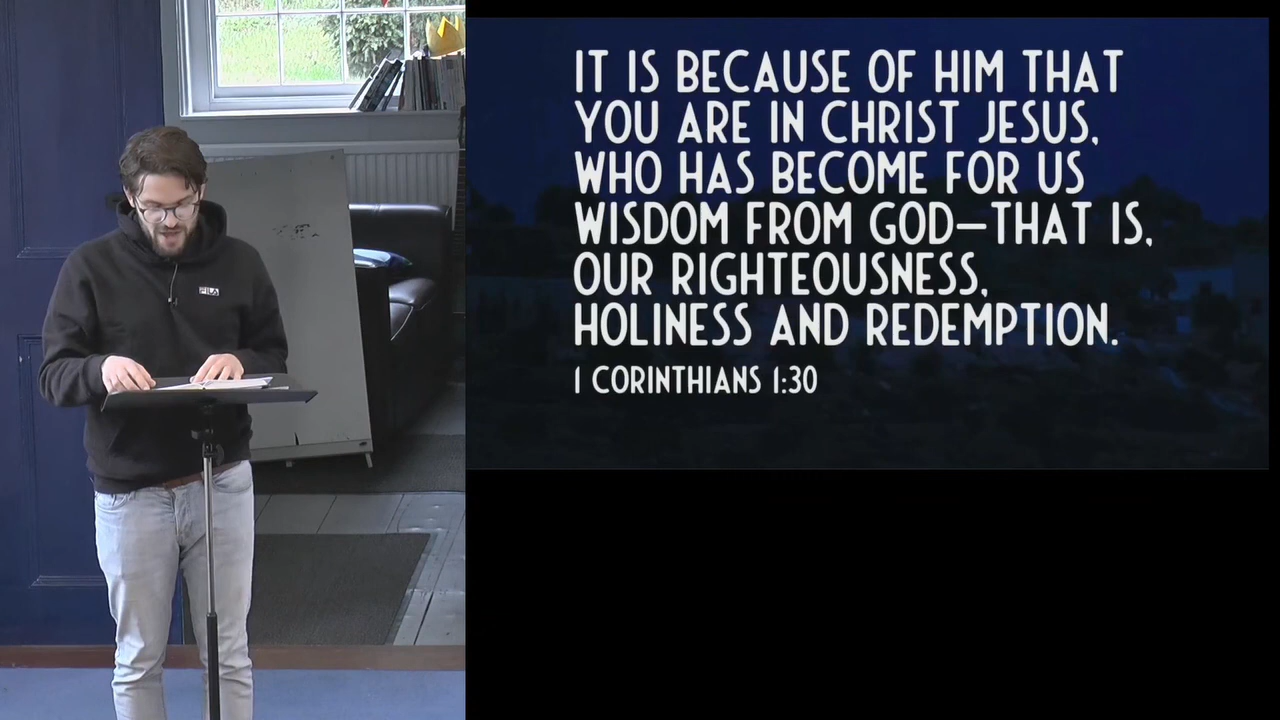 IT IS BECAUSE OF HIM THAT
YOU ARE IN CHRIST JESUS,
WHO HAS BECOME FOR US
WISDOM FROM GOD—THAT IS,
OUR RIGHTEOUSNESS,
HOLINESS AND REDEMPTION.
1 CORINTHIANS 1:30
FILA